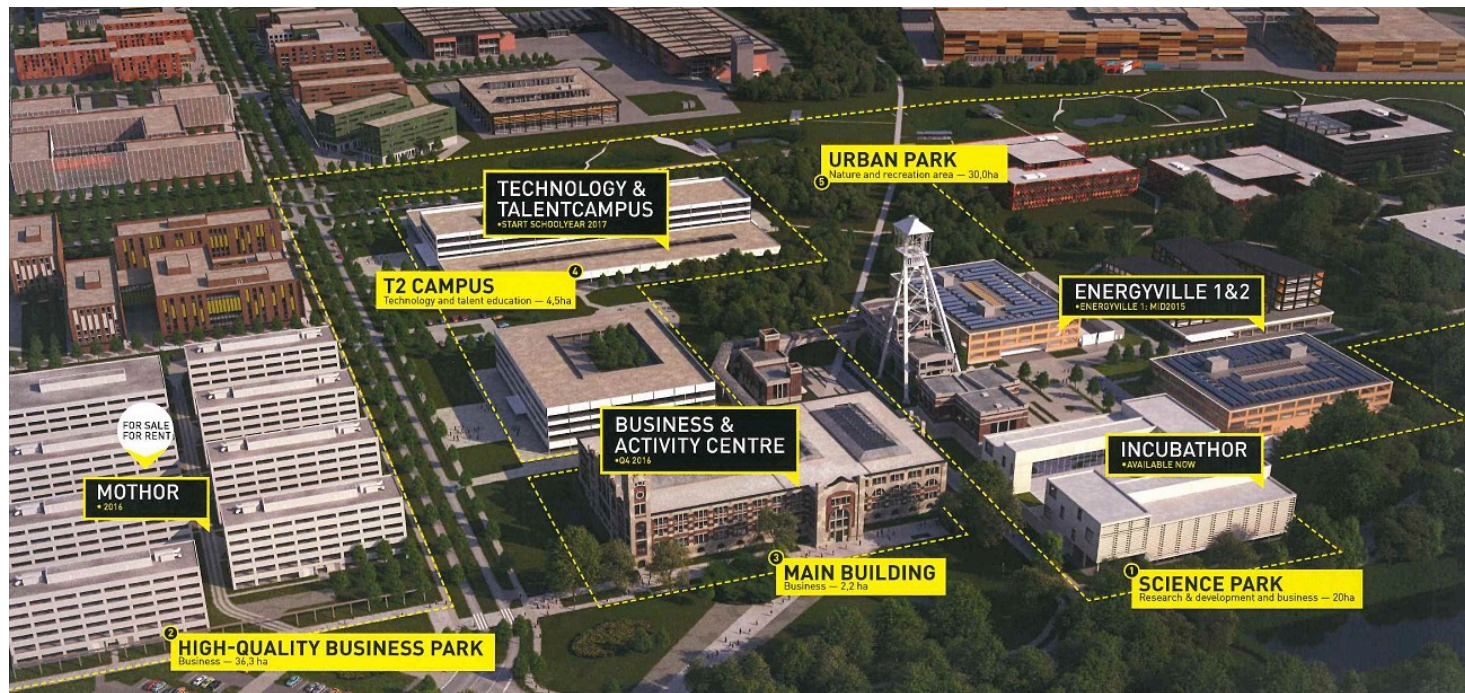 URBAN PARK
Nature and recreation area — 30,0ha
5
TECHNOLOGY &
TALENTCAMPUS
•START SCHOOLYEAR 2017
4
T2 CAMPUS
Technology and talent education — 4,5ha
ENERGYVILLE 1&2
•ENERGYVILLE 1: MID2015
FOR SALE
FOR RENT
MOTHOR
• 2016
BUSINESS &
ACTIVITY CENTRE
•Q4 2016
INCUBATHOR
•AVAILABLE NOW
3
MAIN BUILDING
Business — 2,2 ha
1
SCIENCE PARK
Research & development and business — 20ha
2
HIGH-QUALITY BUSINESS PARK
Business — 36,3 ha